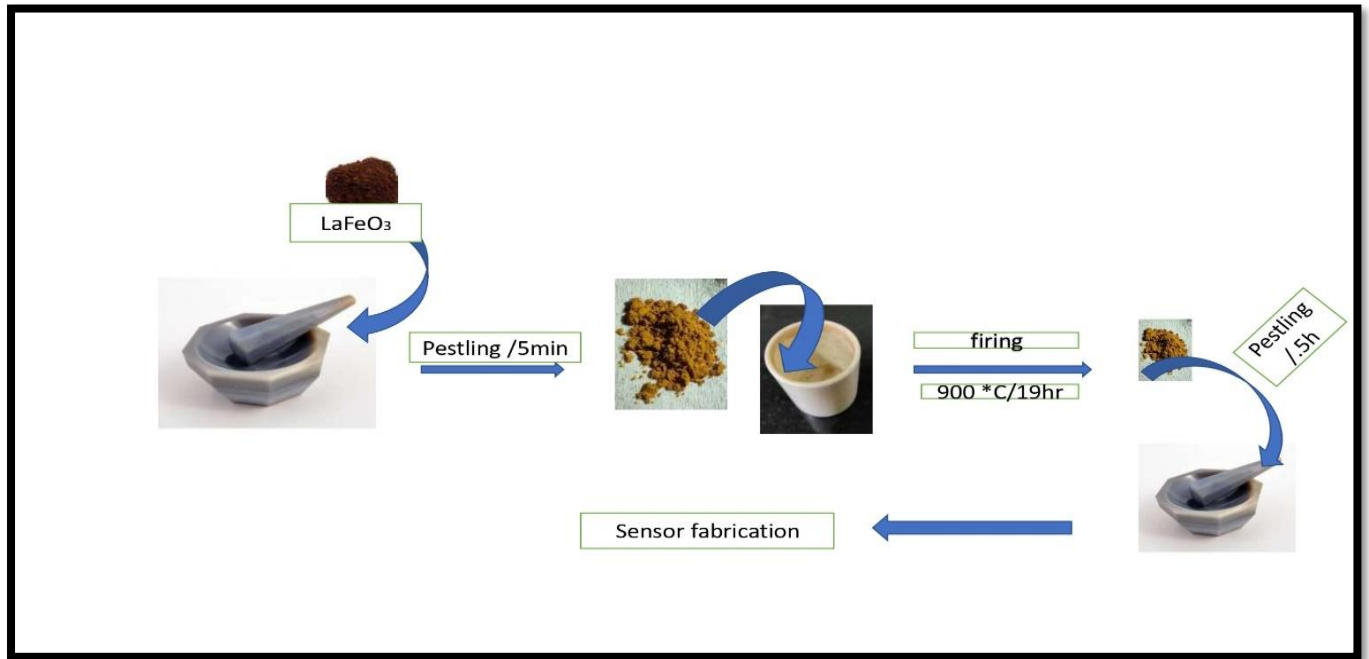 LaFeO₃
Pestling /5min
firing
900 *C/19hr
Pestling
/.5h
Sensor fabrication